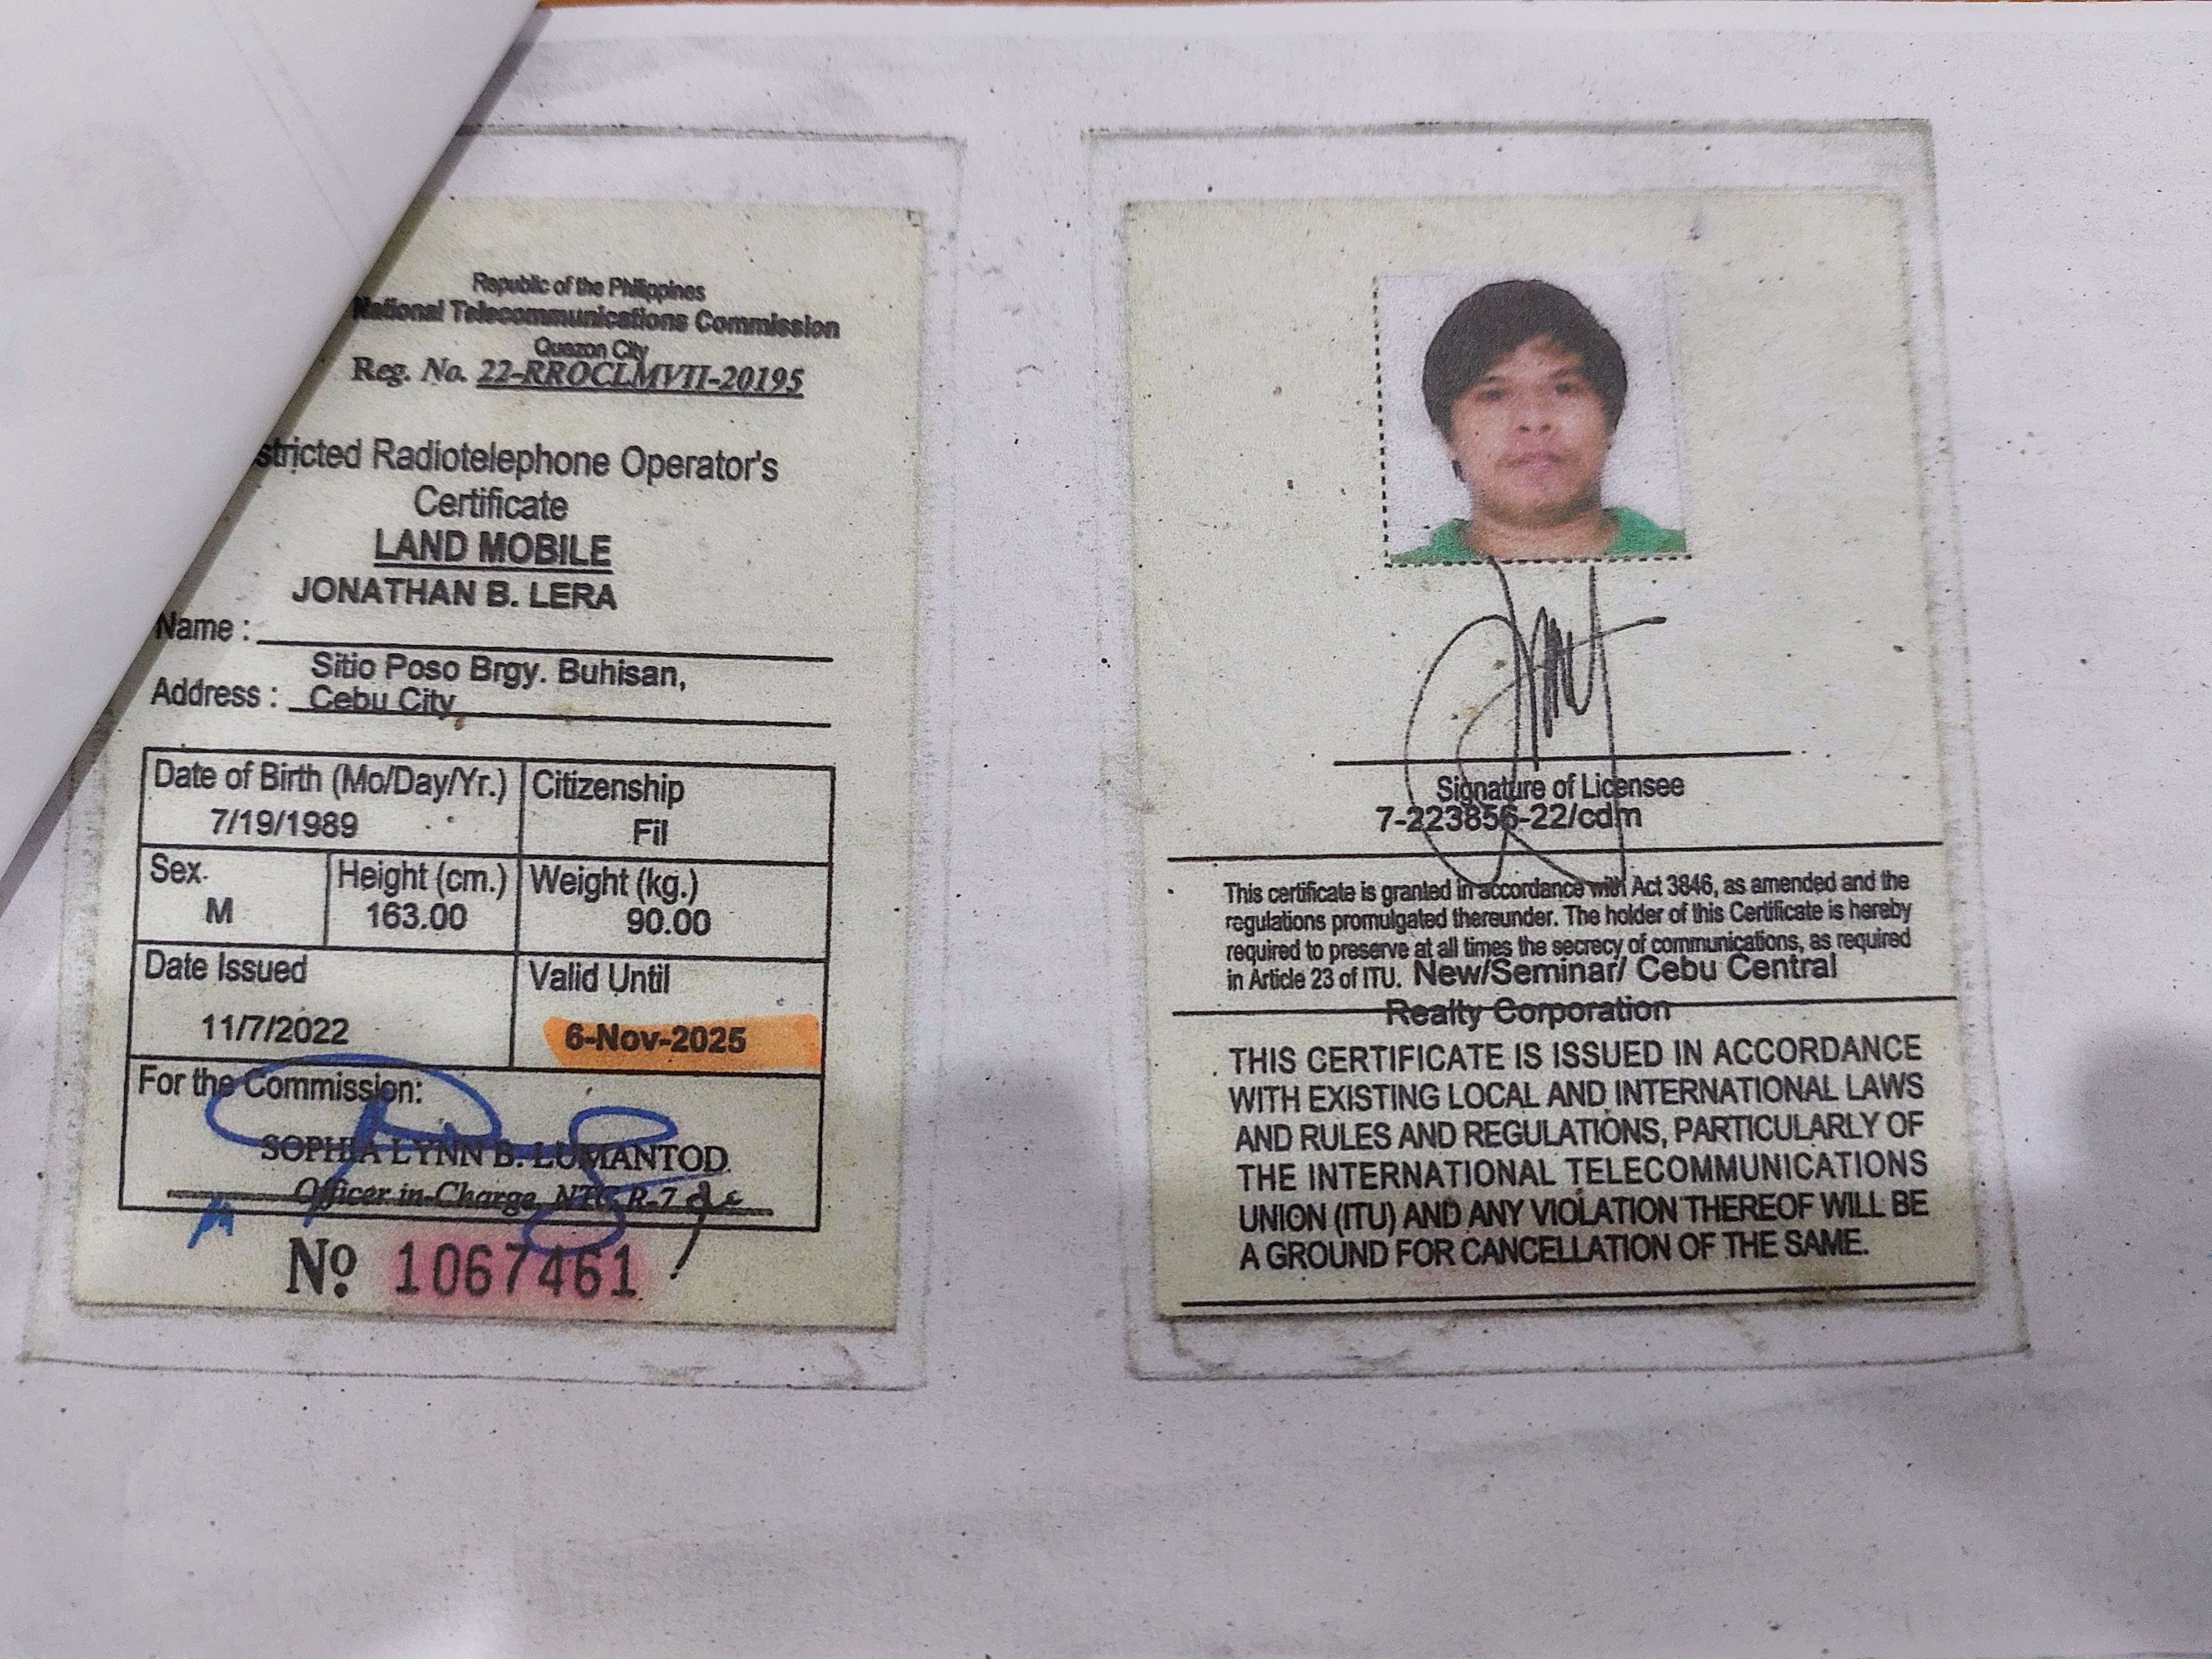 Republic of the Philippines
National Telecommunications Commission
Quezon City
Reg. No. 22-RROCLMVII-20195
stricted Radiotelephone Operator's
Certificate
LAND MOBILE
JONATHAN B. LERA
Name :
Sitio Poso Brgy. Buhisan,
Address : Cebu City
Date of Birth (Mo/Day/Yr.) Citizenship
7/19/1989 Fil
Sex Height (cm.) Weight (kg.)
M 163.00 90.00
Date Issued Valid Until
11/7/2022 6-Nov-2025
For the Commission:
SOPHIA LYNN B. LUMANTOD
Officer-in-Charge, NTC R-7
No. 1067461
Signature of Licensee
7-223856-22/cdm
This certificate is granted in accordance with Act 3846, as amended and the
regulations promulgated thereunder. The holder of this Certificate is hereby
required to preserve at all times the secrecy of communications, as required
in Article 23 of ITU. New/Seminar/ Cebu Central
Realty Corporation
THIS CERTIFICATE IS ISSUED IN ACCORDANCE
WITH EXISTING LOCAL AND INTERNATIONAL LAWS
AND RULES AND REGULATIONS, PARTICULARLY OF
THE INTERNATIONAL TELECOMMUNICATIONS
UNION (ITU) AND ANY VIOLATION THEREOF WILL BE
A GROUND FOR CANCELLATION OF THE SAME.